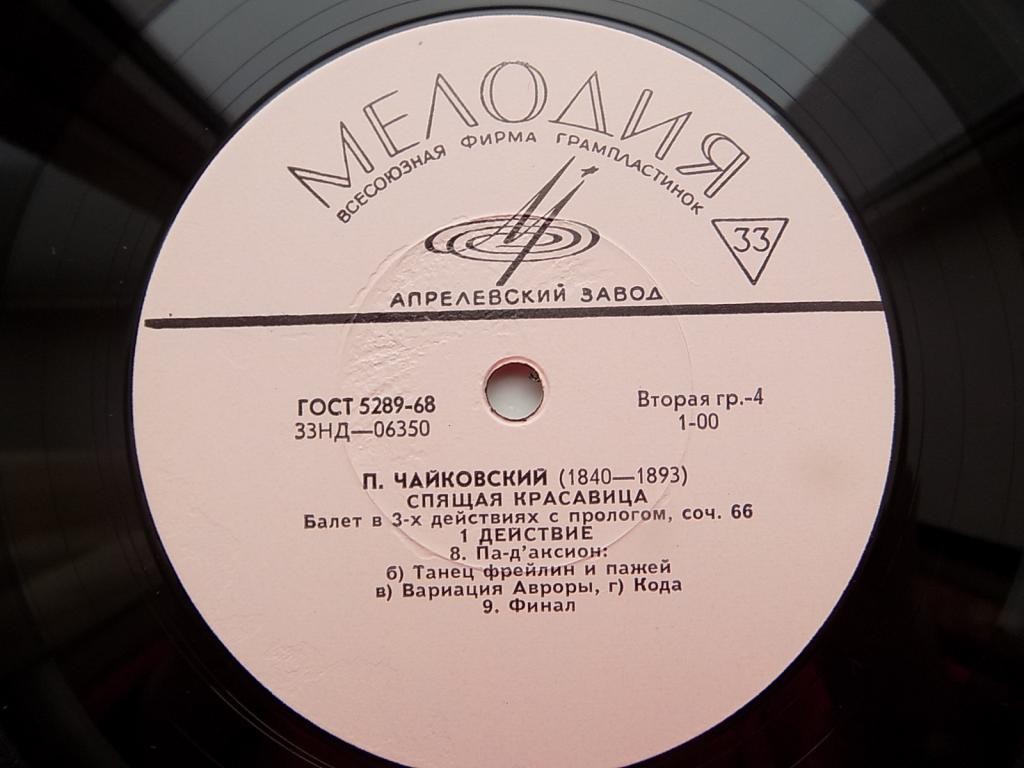 МЕЛОДИЯ
ВСЕСОЮЗНАЯ ФИРМА ГРАМПЛАСТИНОК
33
АПРЕЛЕВСКИЙ ЗАВОД
ГОСТ 5289-68
33НД—06350
Вторая гр.-4
1-00
П. ЧАЙКОВСКИЙ (1840—1893)
СПЯЩАЯ КРАСАВИЦА
Балет в 3-х действиях с прологом, соч. 66
1 ДЕЙСТВИЕ
8. Па-д'аксион:
б) Танец фрейлин и пажей
в) Вариация Авроры, г) Кода
9. Финал